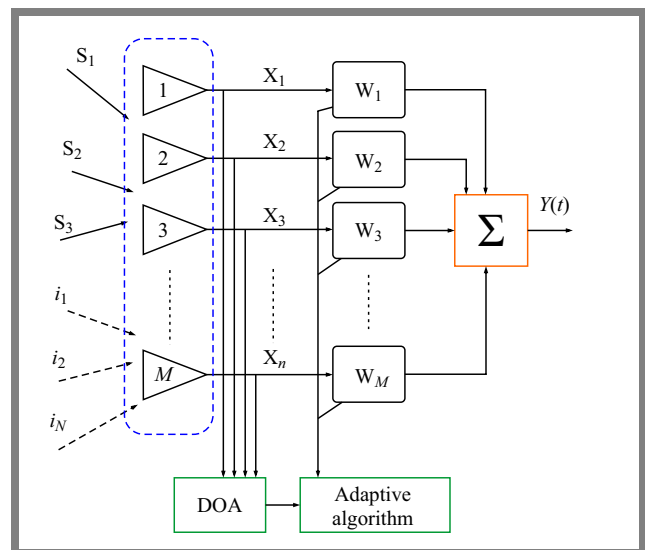 S1
1
X1
W1
S2
2
X2
W2
S3
3
X3
W3
Σ
Y(t)
i1
i2
iN
M
Xn
WM
DOA
Adaptive
algorithm